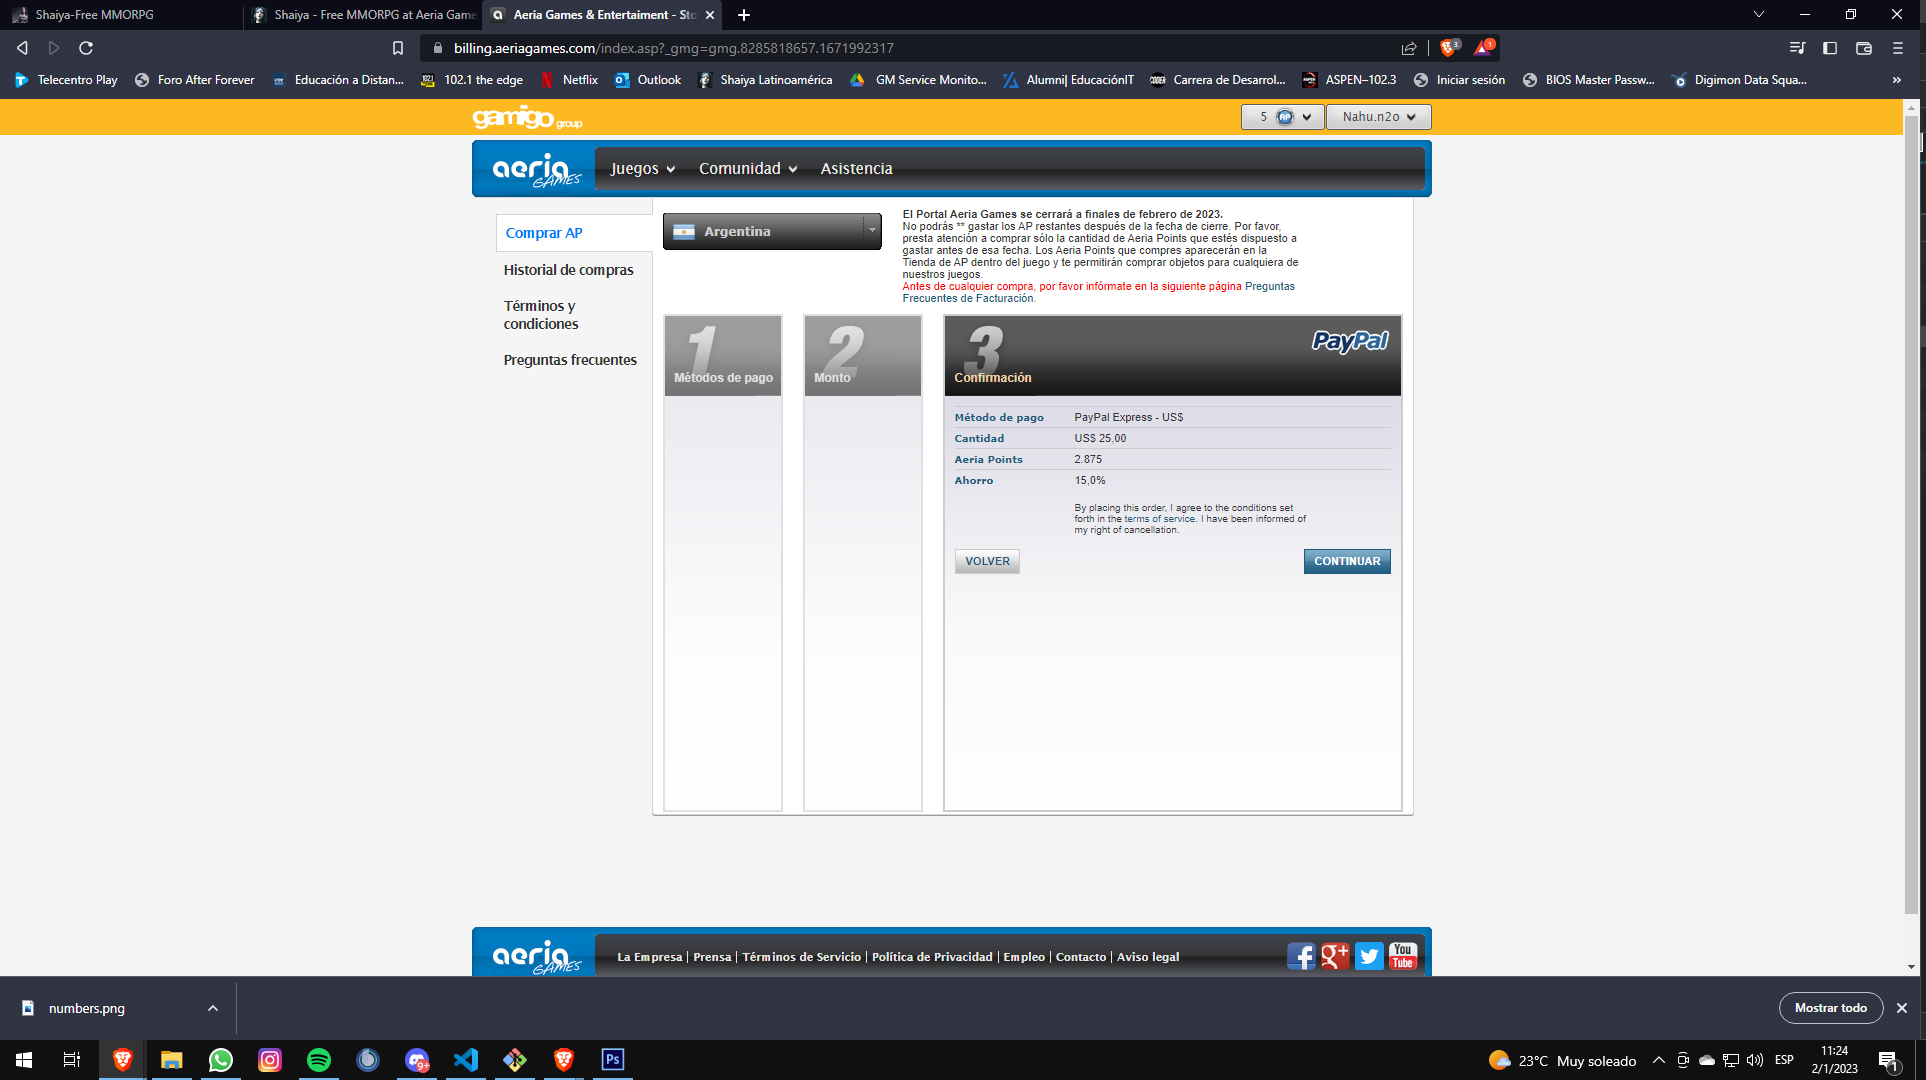 Shaiya-Free MMORPG
Shaiya - Free MMORPG at Aeria Game
Aeria Games & Entertaiment - Sto
billing.aeriagames.com/index.asp?_gmg=gmg.8285818657.1671992317
3
1
Telecentro Play
Foro After Forever
Educación a Distan...
102.1 the edge
Netflix
Outlook
Shaiya Latinoamérica
GM Service Monito...
Alumni| EducaciónIT
Carrera de Desarrol...
ASPEN–102.3
Iniciar sesión
BIOS Master Passw...
Digimon Data Squa...
»
gamigo group
5 AP
Nahu.n2o
aeria GAMES
Juegos
Comunidad
Asistencia
Comprar AP
Historial de compras
Términos y
condiciones
Preguntas frecuentes
Argentina
El Portal Aeria Games se cerrará a finales de febrero de 2023.
No podrás ** gastar los AP restantes después de la fecha de cierre. Por favor,
presta atención a comprar sólo la cantidad de Aeria Points que estés dispuesto a
gastar antes de esa fecha. Los Aeria Points que compres aparecerán en la
Tienda de AP dentro del juego y te permitirán comprar objetos para cualquiera de
nuestros juegos.
Antes de cualquier compra, por favor infórmate en la siguiente página Preguntas
Frecuentes de Facturación.
1
Métodos de pago
2
Monto
3
Confirmación
PayPal
Método de pago PayPal Express - US$
Cantidad US$ 25,00
Aeria Points 2.875
Ahorro 15,0%
By placing this order, I agree to the conditions set
forth in the terms of service. I have been informed of
my right of cancellation.
VOLVER
CONTINUAR
aeria GAMES
La Empresa | Prensa | Términos de Servicio | Política de Privacidad | Empleo | Contacto | Aviso legal
You Tube
numbers.png
Mostrar todo
9+
Ps
23°C Muy soleado
ESP
11:24
2/1/2023
1